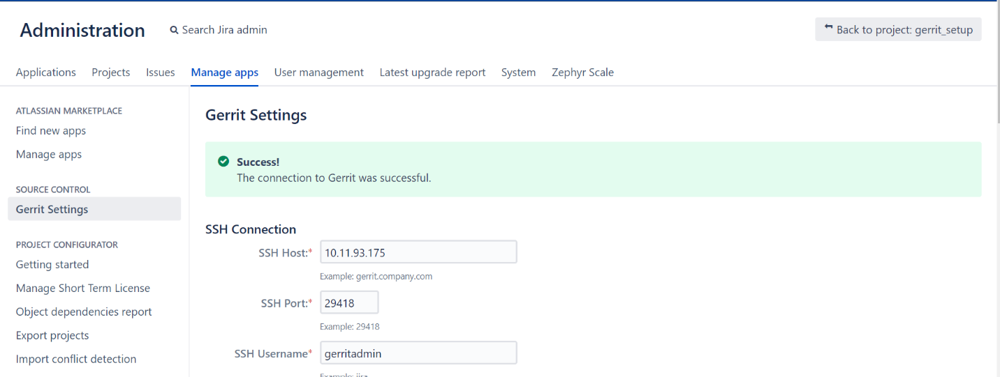 Administration
Search Jira admin
Back to project: gerrit_setup
Applications Projects Issues Manage apps User management Latest upgrade report System Zephyr Scale
ATLASSIAN MARKETPLACE
Find new apps
Manage apps
SOURCE CONTROL
Gerrit Settings
PROJECT CONFIGURATOR
Getting started
Manage Short Term License
Object dependencies report
Export projects
Import conflict detection
Gerrit Settings
Success!
The connection to Gerrit was successful.
SSH Connection
SSH Host:* 10.11.93.175
Example: gerrit.company.com
SSH Port:* 29418
Example: 29418
SSH Username* gerritadmin
Example: jira